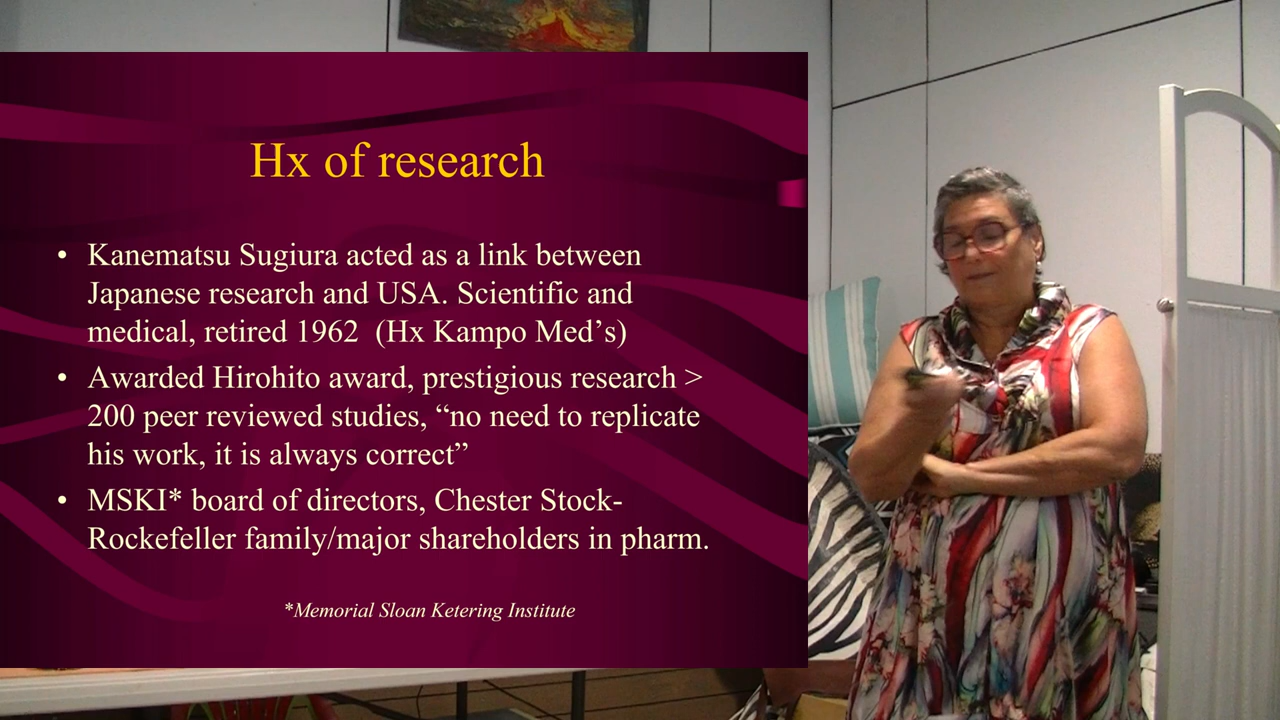 Hx of research
• Kanematsu Sugiura acted as a link between
Japanese research and USA. Scientific and
medical, retired 1962 (Hx Kampo Med’s)
• Awarded Hirohito award, prestigious research >
200 peer reviewed studies, “no need to replicate
his work, it is always correct”
• MSKI* board of directors, Chester Stock-
Rockefeller family/major shareholders in pharm.
*Memorial Sloan Ketering Institute